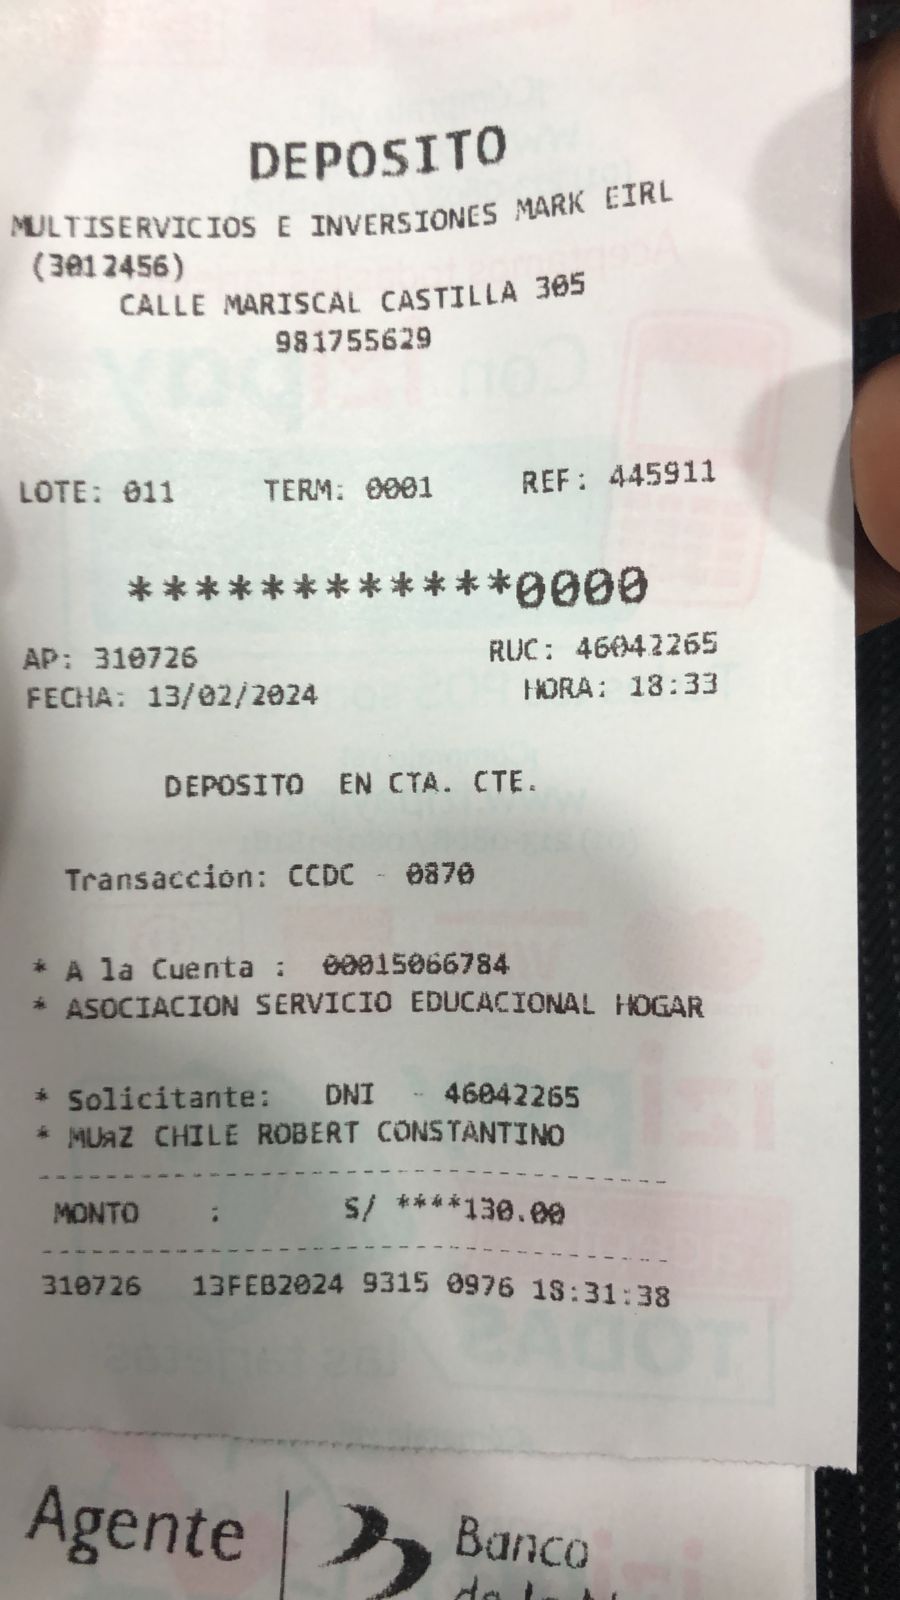 DEPOSITO
MULTISERVICIOS E INVERSIONES MARK EIRL
(3012456)
CALLE MARISCAL CASTILLA 305
981755629
LOTE: 011 TERM: 0001 REF: 445911
************0000
AP: 310726 RUC: 46042265
FECHA: 13/02/2024 HORA: 18:33
DEPOSITO EN CTA. CTE.
Transaccion: CCDC - 0870
* A la Cuenta : 00015066784
* ASOCIACION SERVICIO EDUCACIONAL HOGAR
* Solicitante: DNI - 46042265
* MUяZ CHILE ROBERT CONSTANTINO
MONTO : S/ ****130.00
310726 13FEB2024 9315 0976 18:31:38
Agente
Banco
de la